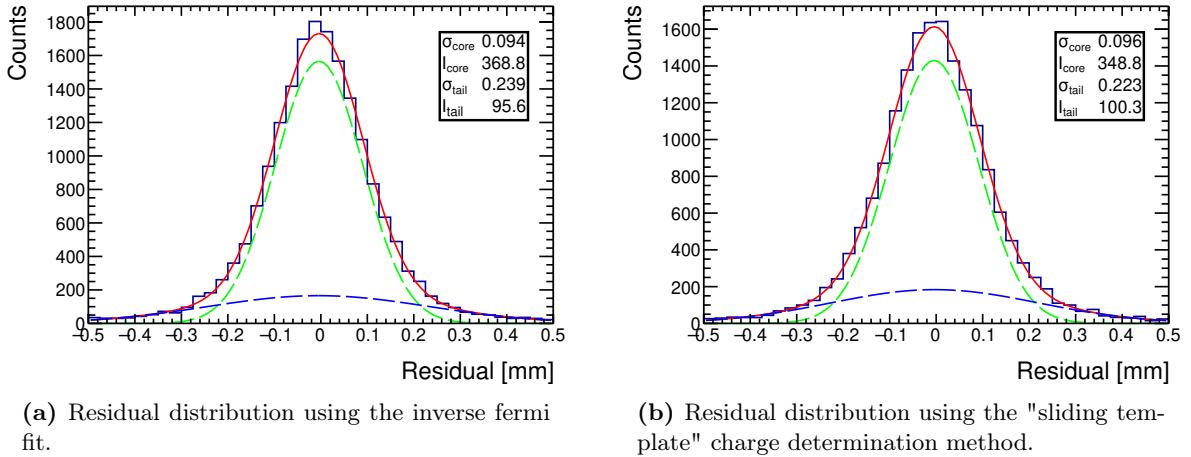 Counts
1800
1600
1400
1200
1000
800
600
400
200
0
−0.5 −0.4 −0.3 −0.2 −0.1 0 0.1 0.2 0.3 0.4 0.5
Residual [mm]
σcore 0.094
Icore 368.8
σtail 0.239
Itail 95.6
(a) Residual distribution using the inverse fermi
fit.
Counts
1600
1400
1200
1000
800
600
400
200
0
−0.5 −0.4 −0.3 −0.2 −0.1 0 0.1 0.2 0.3 0.4 0.5
Residual [mm]
σcore 0.096
Icore 348.8
σtail 0.223
Itail 100.3
(b) Residual distribution using the "sliding tem-
plate" charge determination method.